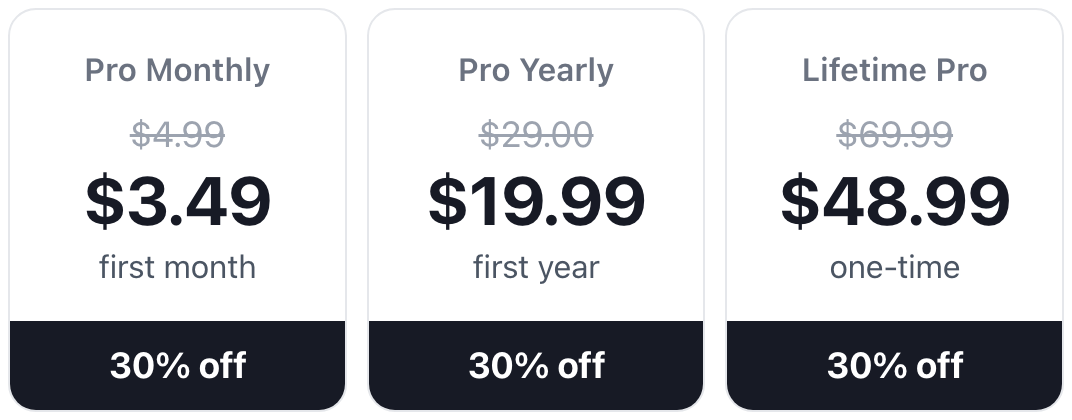 Pro Monthly
$4.99
$3.49
first month
30% off
Pro Yearly
$29.00
$19.99
first year
30% off
Lifetime Pro
$69.99
$48.99
one-time
30% off